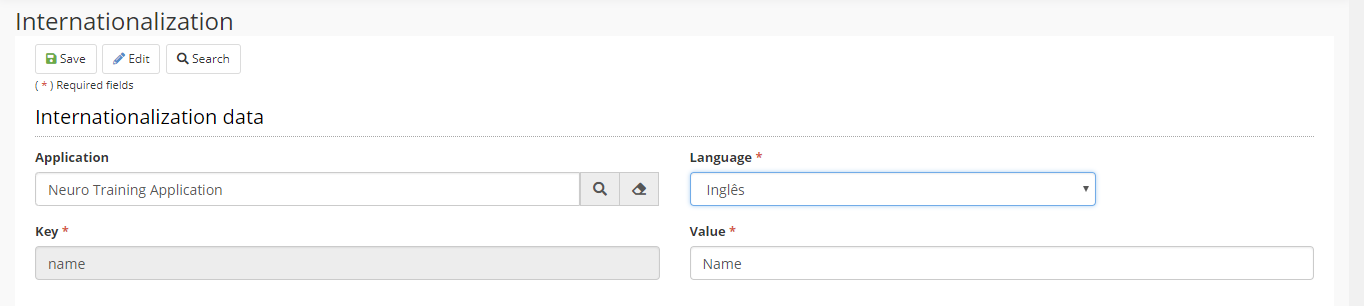 Internationalization
Save Edit Search
( * ) Required fields
Internationalization data
Application Language *
Neuro Training Application Inglês
Key * Value *
name Name